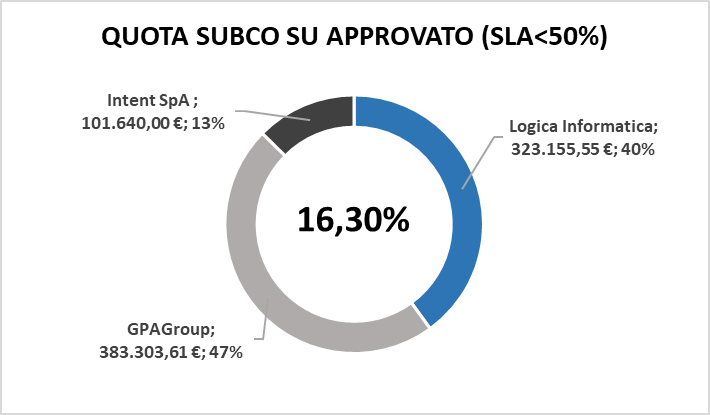 QUOTA SUBCO SU APPROVATO (SLA<50%)
Intent SpA ;
101.640,00 €; 13%
Logica Informatica;
323.155,55 €; 40%
16,30%
GPAGroup;
383.303,61 €; 47%